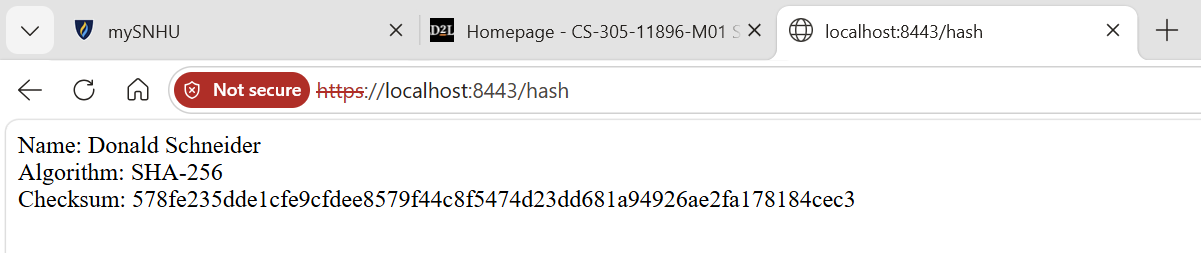 mySNHU
D2L Homepage - CS-305-11896-M01 S
localhost:8443/hash
Not secure https://localhost:8443/hash
Name: Donald Schneider
Algorithm: SHA-256
Checksum: 578fe235dde1cfe9cfdee8579f44c8f5474d23dd681a94926ae2fa178184cec3